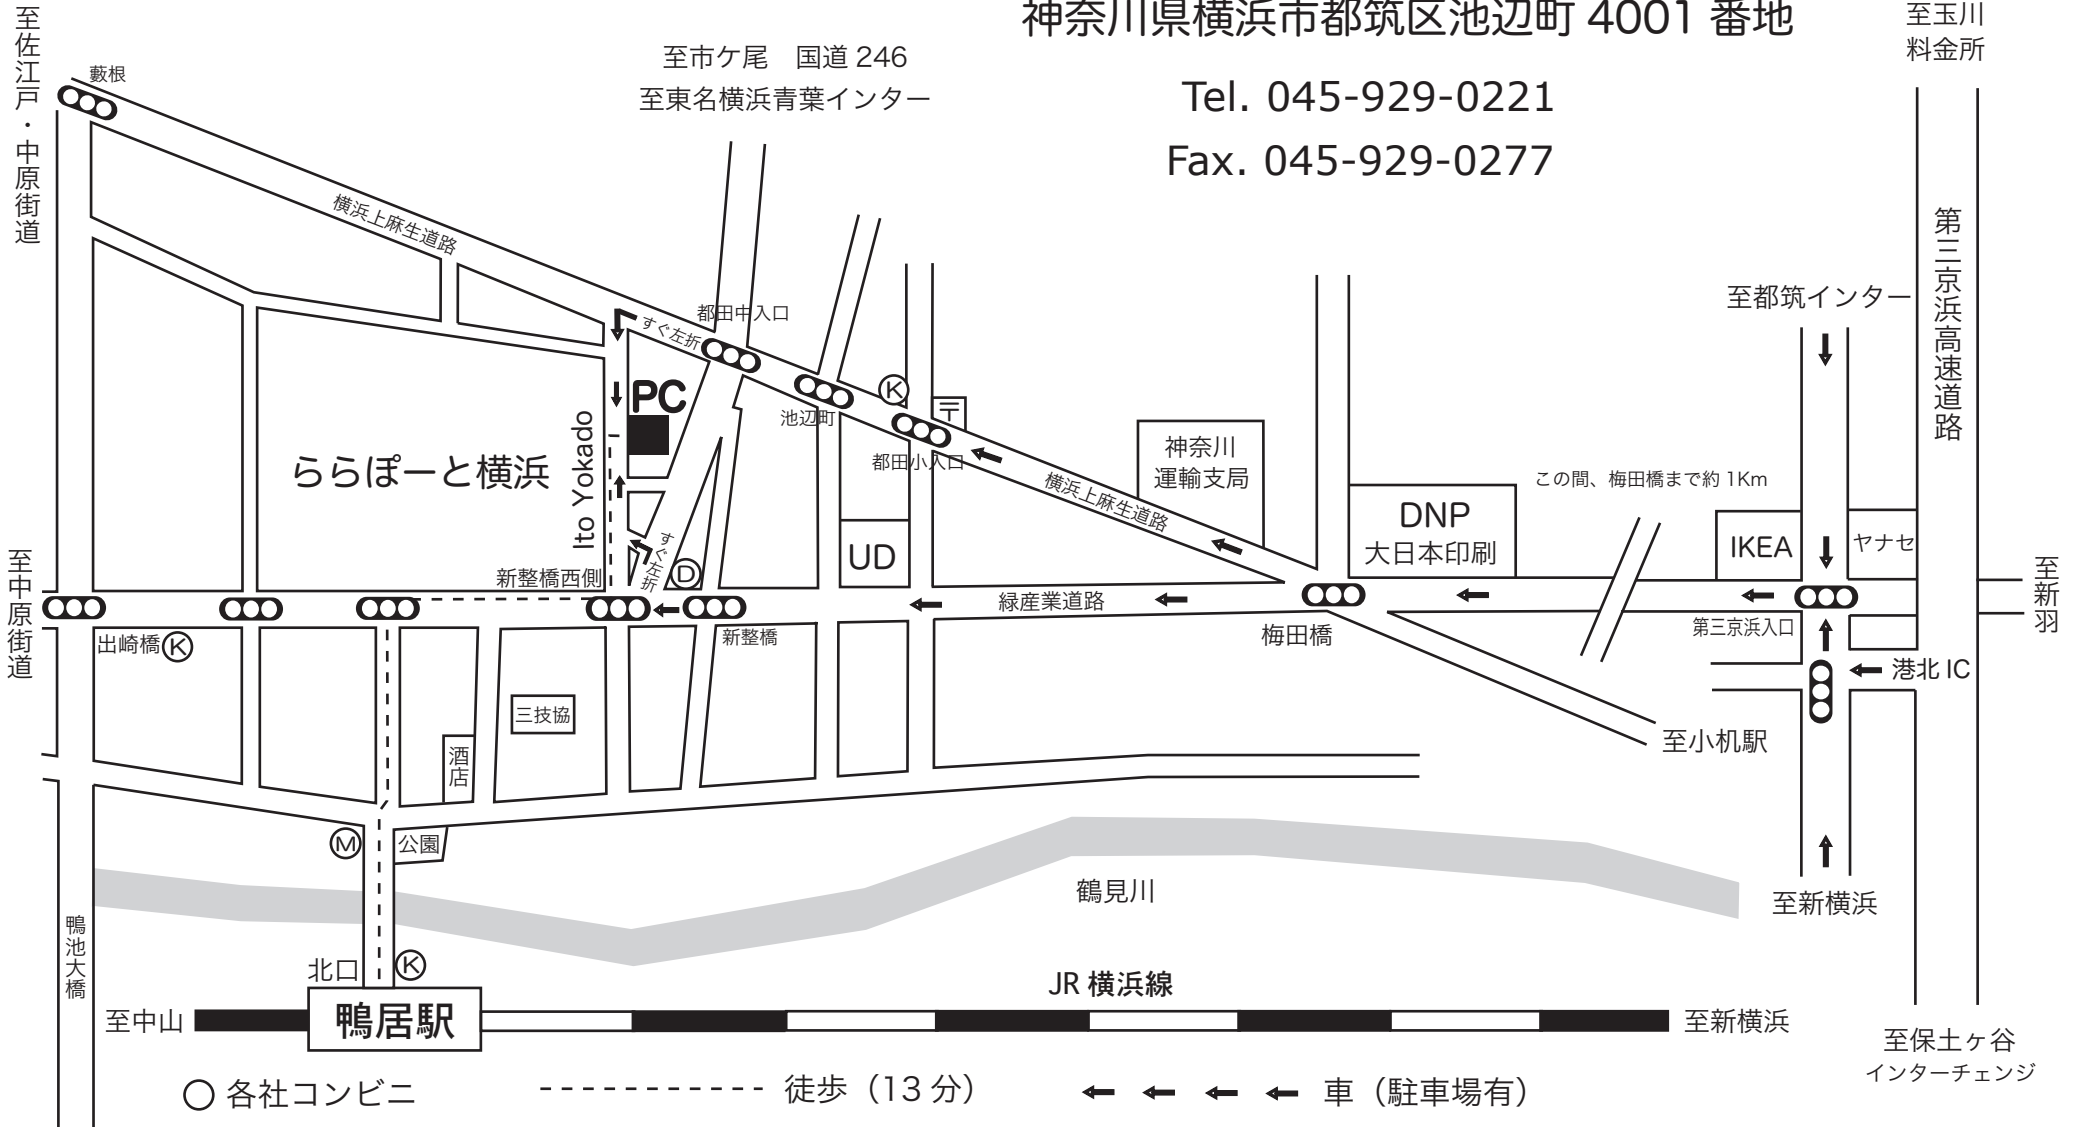 神奈川県横浜市都筑区池辺町 4001 番地
Tel. 045-929-0221
Fax. 045-929-0277
至玉川
料金所
至佐江戸・中原街道
藪根
至市ケ尾　国道 246
至東名横浜青葉インター
横浜上麻生道路
第三京浜高速道路
至都筑インター
都田中入口
すぐ左折
PC
K
〒
池辺町
都田小入口
神奈川
運輸支局
横浜上麻生道路
この間、梅田橋まで約 1Km
ららぽーと横浜
Ito Yokado
DNP
大日本印刷
IKEA
ヤナセ
UD
すぐ左折
D
至中原街道
新整橋西側
至新羽
緑産業道路
出崎橋
K
新整橋
梅田橋
第三京浜入口
港北 IC
三技協
酒店
至小机駅
M
公園
鶴見川
至新横浜
鴨池大橋
北口
K
JR 横浜線
至中山
鴨居駅
至新横浜
至保土ヶ谷
インターチェンジ
各社コンビニ
徒歩（13 分）
車（駐車場有）